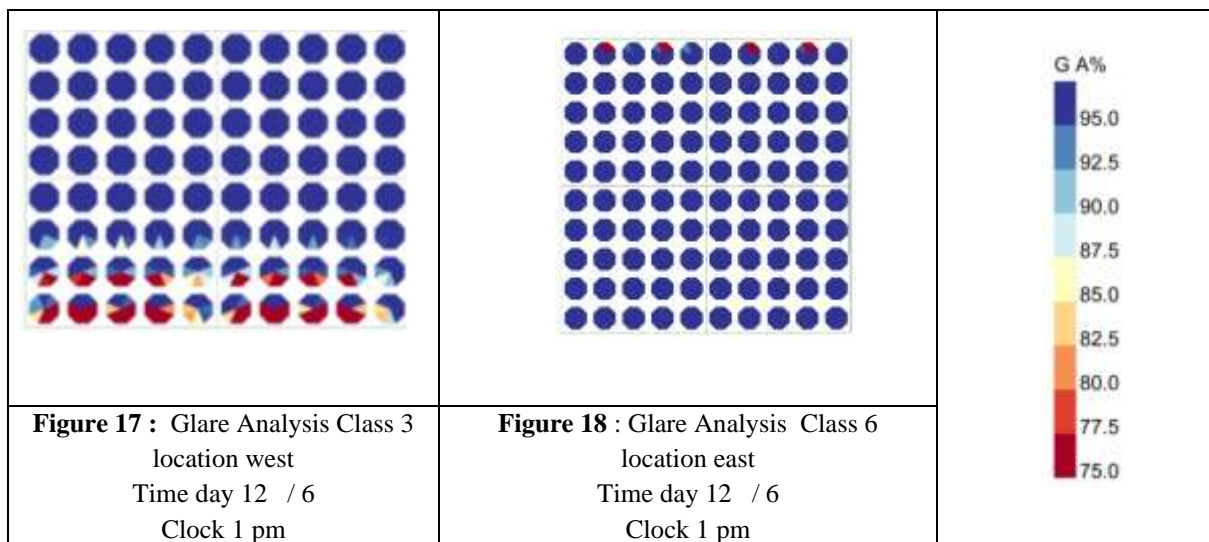 G A%
95.0
92.5
90.0
87.5
85.0
82.5
80.0
77.5
75.0
Figure 17 : Glare Analysis Class 3
location west
Time day 12 / 6
Clock 1 pm
Figure 18 : Glare Analysis Class 6
location east
Time day 12 / 6
Clock 1 pm